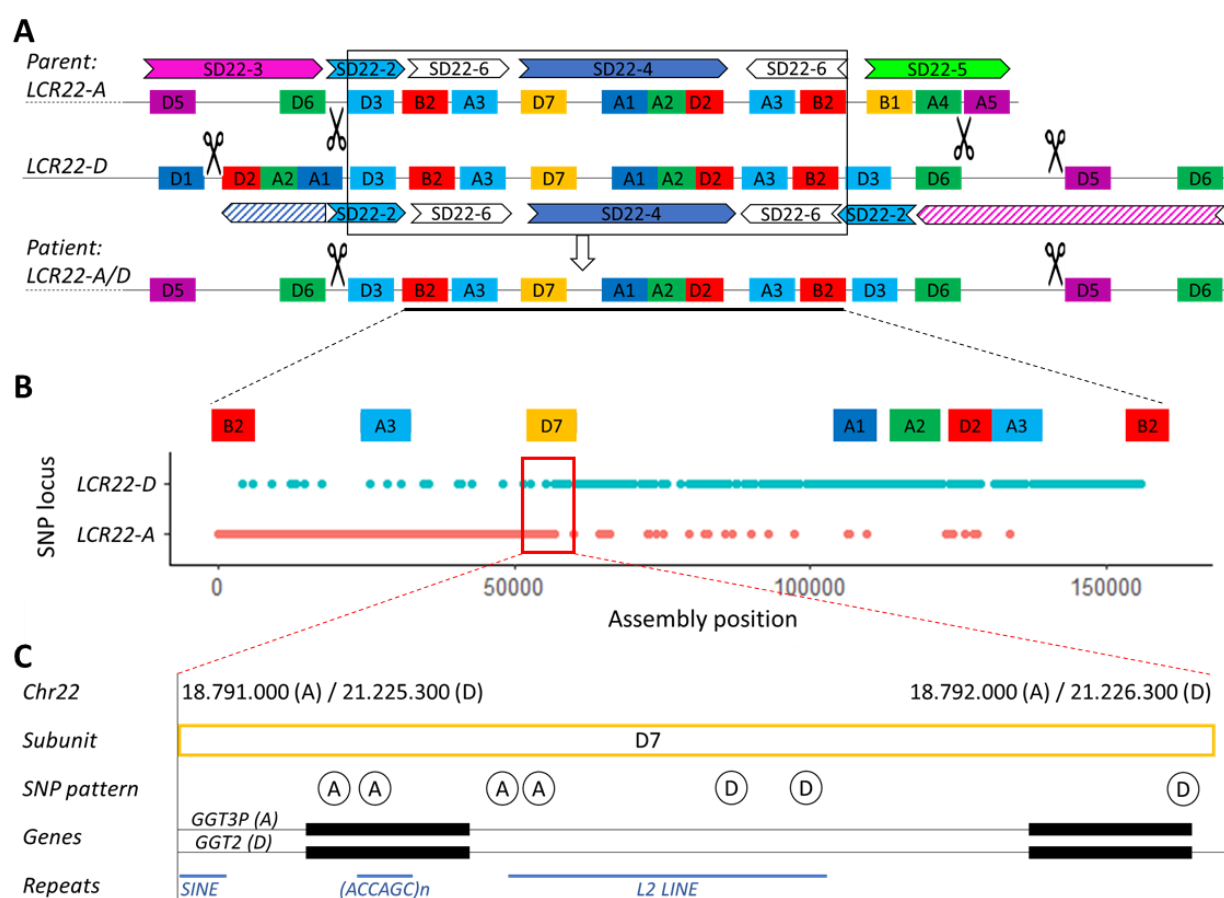 A
Parent:
LCR22-A
SD22-3 SD22-2 SD22-6 SD22-4 SD22-6 SD22-5
D5 D6 D3 B2 A3 D7 A1 A2 D2 A3 B2 B1 A4 A5
LCR22-D
D1 D2 A2 A1 D3 B2 A3 D7 A1 A2 D2 A3 B2 D3 D6 D5 D6
SD22-2 SD22-6 SD22-4 SD22-6 SD22-2
Patient:
LCR22-A/D
D5 D6 D3 B2 A3 D7 A1 A2 D2 A3 B2 D3 D6 D5 D6
B
B2 A3 D7 A1 A2 D2 A3 B2
SNP locus
LCR22-D
LCR22-A
0 50000 100000 150000
Assembly position
C
Chr22 18.791.000 (A) / 21.225.300 (D) 18.792.000 (A) / 21.226.300 (D)
Subunit D7
SNP pattern A A A A D D D
Genes GGT3P (A)
GGT2 (D)
Repeats SINE (ACCAGC)n L2 LINE